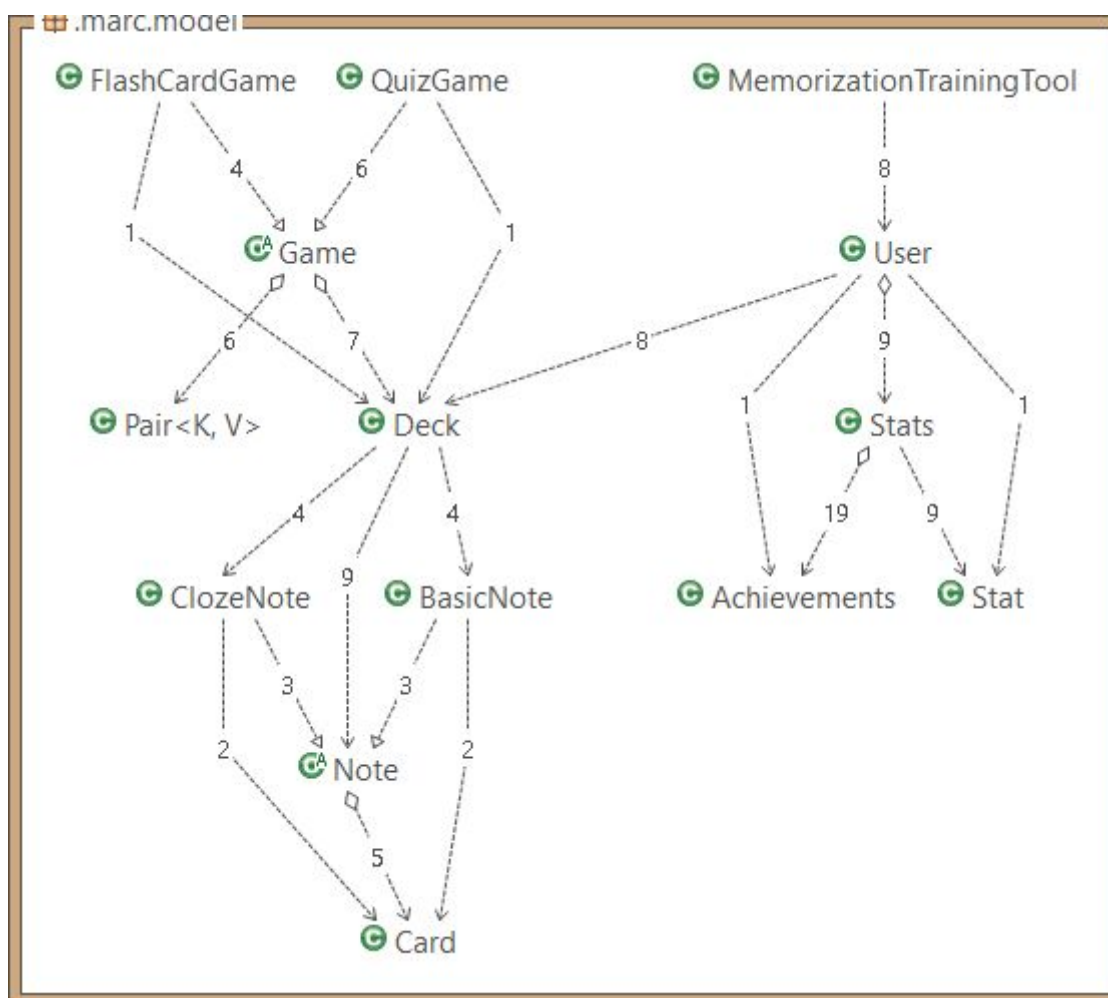 .marc.model
FlashCardGame QuizGame MemorizationTrainingTool
4 6 8
1 Game 1 User
6 7 8 9
Pair<K, V> Deck 1 Stats 1
4 4 19 9
9
ClozeNote BasicNote Achievements Stat
3 3
2 Note 2
5
Card